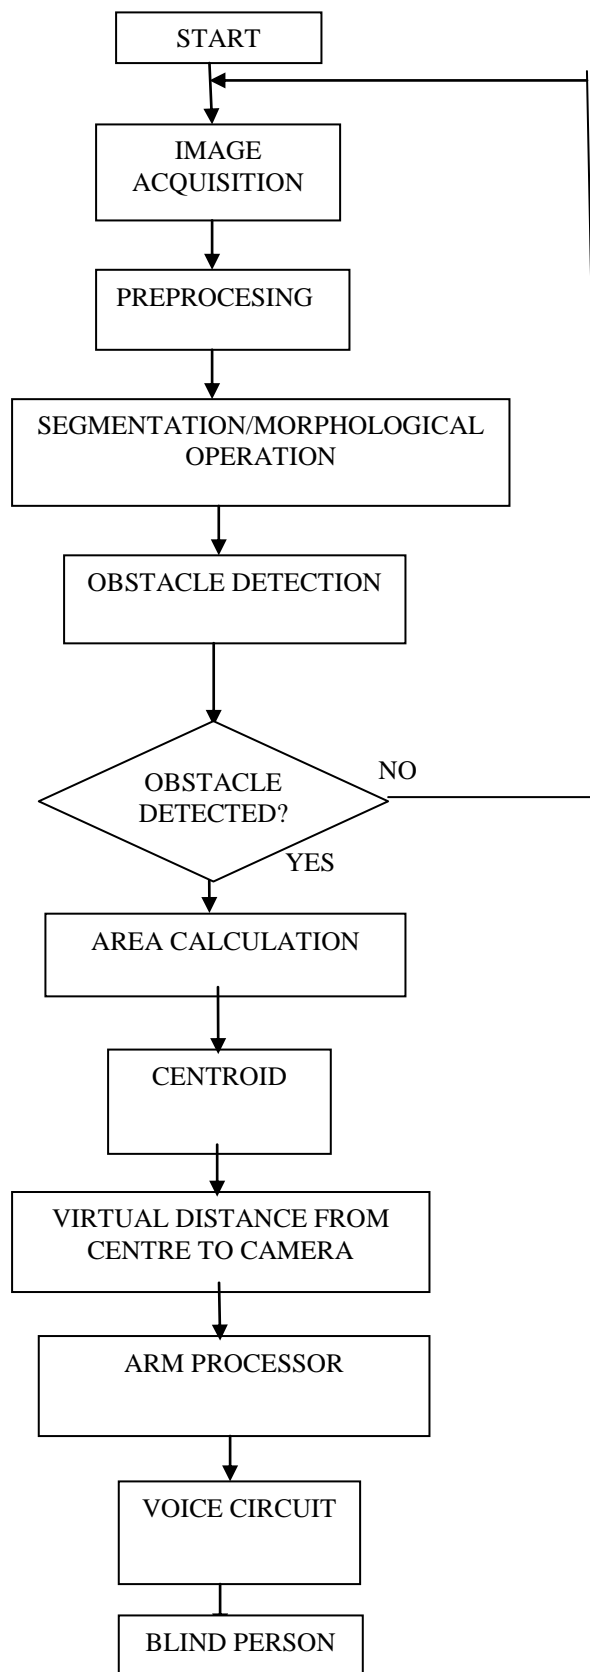 START
IMAGE
ACQUISITION
PREPROCESING
SEGMENTATION/MORPHOLOGICAL
OPERATION
OBSTACLE DETECTION
OBSTACLE
DETECTED?
NO
YES
AREA CALCULATION
CENTROID
VIRTUAL DISTANCE FROM
CENTRE TO CAMERA
ARM PROCESSOR
VOICE CIRCUIT
BLIND PERSON